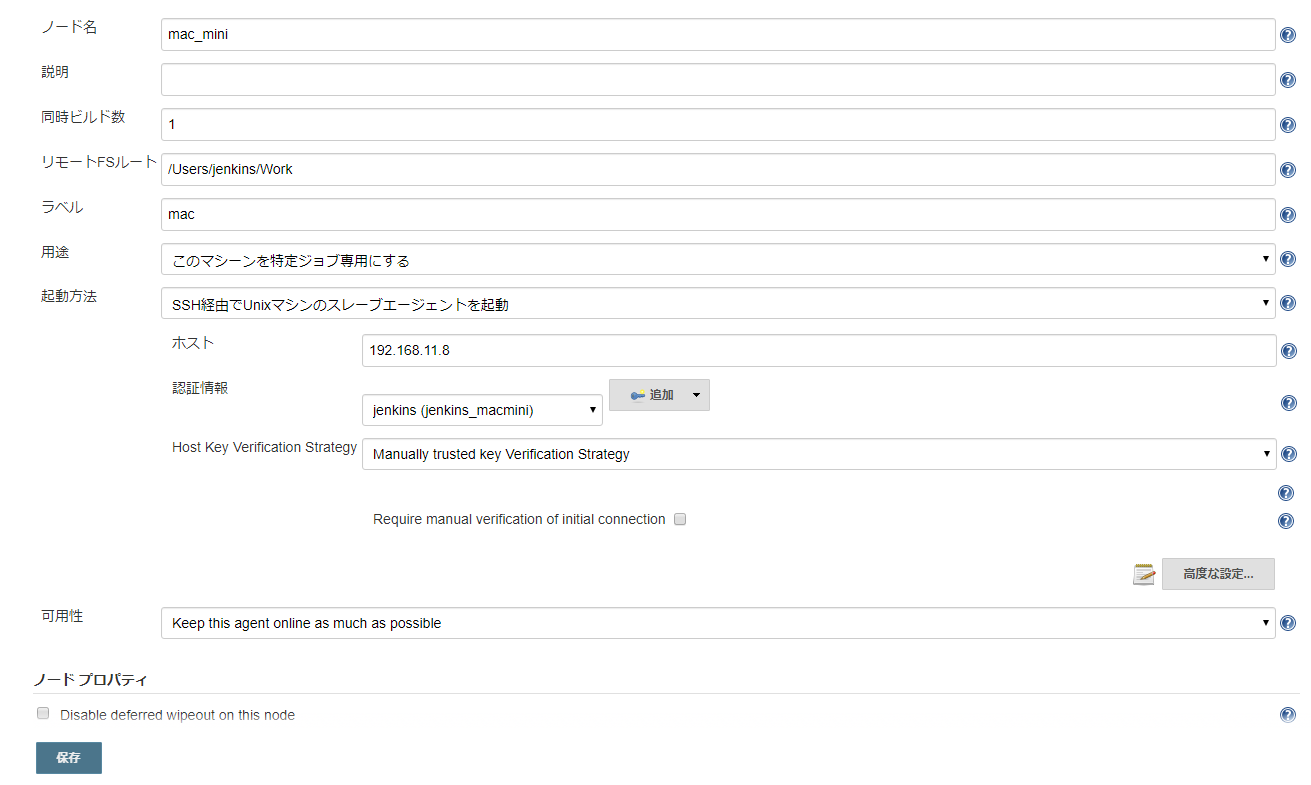 ノード名
mac_mini
説明
同時ビルド数
1
リモートFSルート
/Users/jenkins/Work
ラベル
mac
用途
このマシーンを特定ジョブ専用にする
起動方法
SSH経由でUnixマシンのスレーブエージェントを起動
ホスト
192.168.11.8
認証情報
追加
jenkins (jenkins_macmini)
Host Key Verification Strategy
Manually trusted key Verification Strategy
Require manual verification of initial connection
高度な設定...
可用性
Keep this agent online as much as possible
ノード プロパティ
Disable deferred wipeout on this node
保存